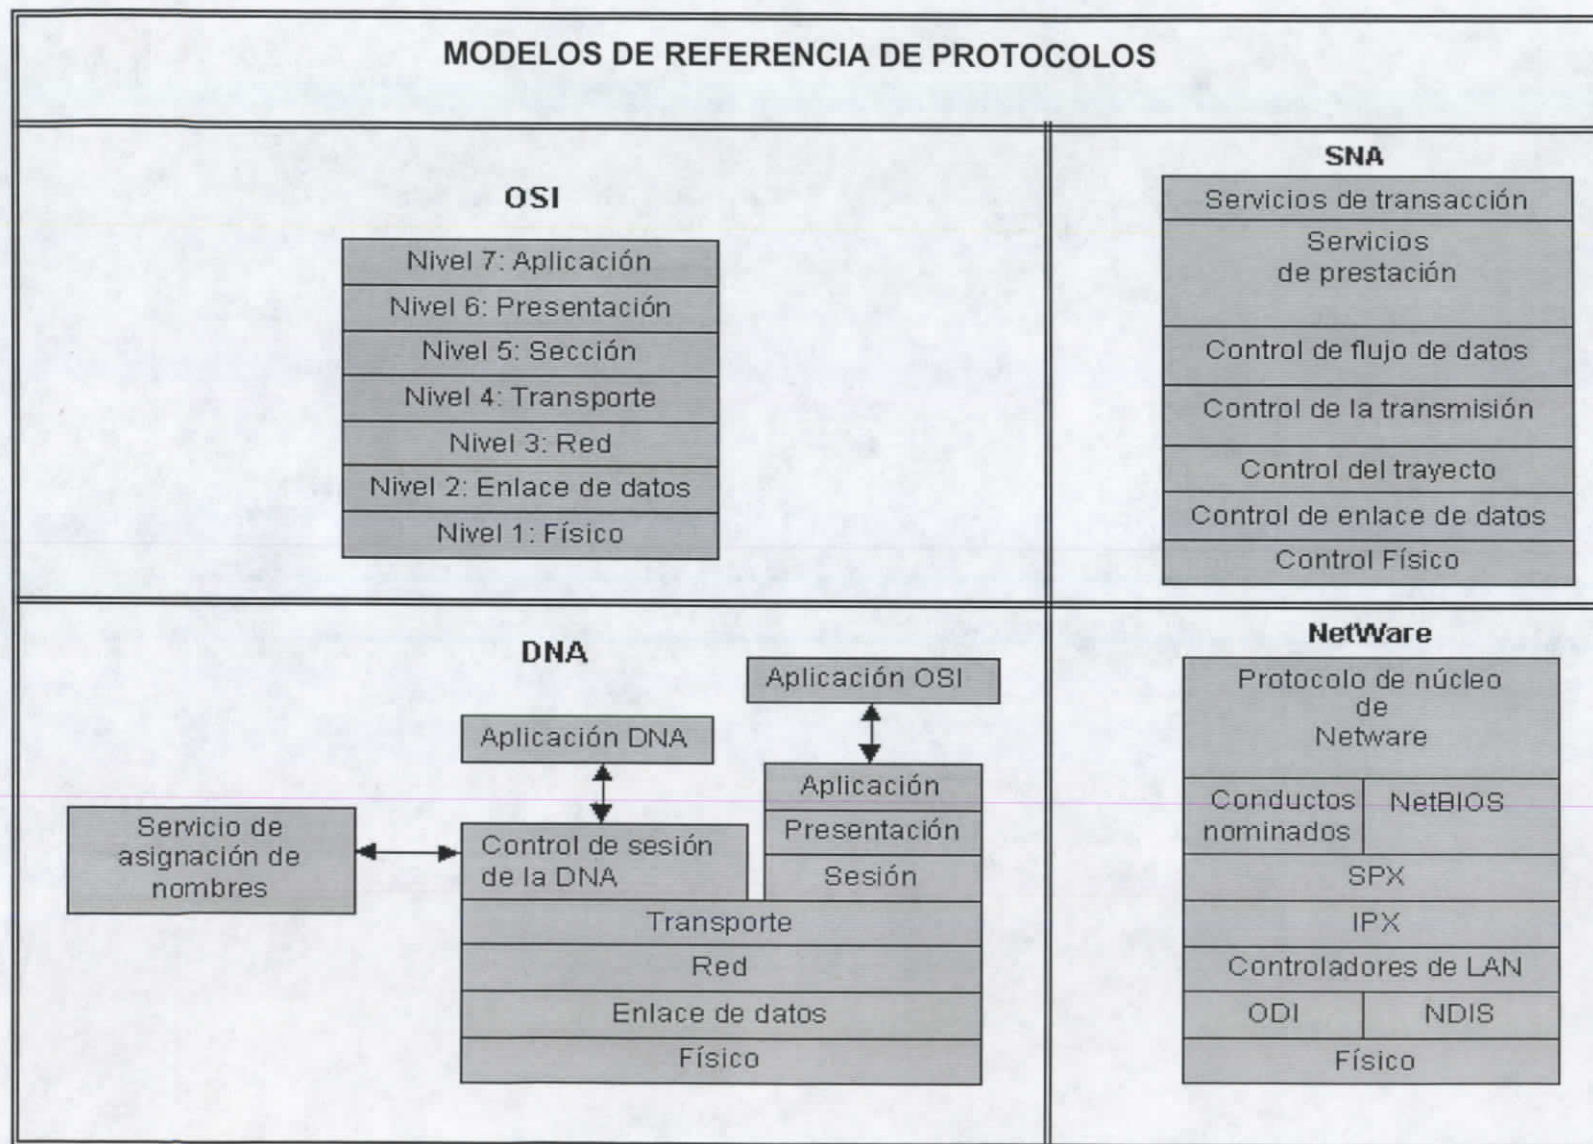 MODELOS DE REFERENCIA DE PROTOCOLOS
OSI
Nivel 7: Aplicación
Nivel 6: Presentación
Nivel 5: Sección
Nivel 4: Transporte
Nivel 3: Red
Nivel 2: Enlace de datos
Nivel 1: Físico
SNA
Servicios de transacción
Servicios
de prestación
Control de flujo de datos
Control de la transmisión
Control del trayecto
Control de enlace de datos
Control Físico
DNA
Aplicación OSI
Aplicación DNA
Aplicación
Presentación
Sesión
Servicio de
asignación de
nombres
Control de sesión
de la DNA
Transporte
Red
Enlace de datos
Físico
NetWare
Protocolo de núcleo
de
Netware
Conductos
nominados
NetBIOS
SPX
IPX
Controladores de LAN
ODI
NDIS
Físico